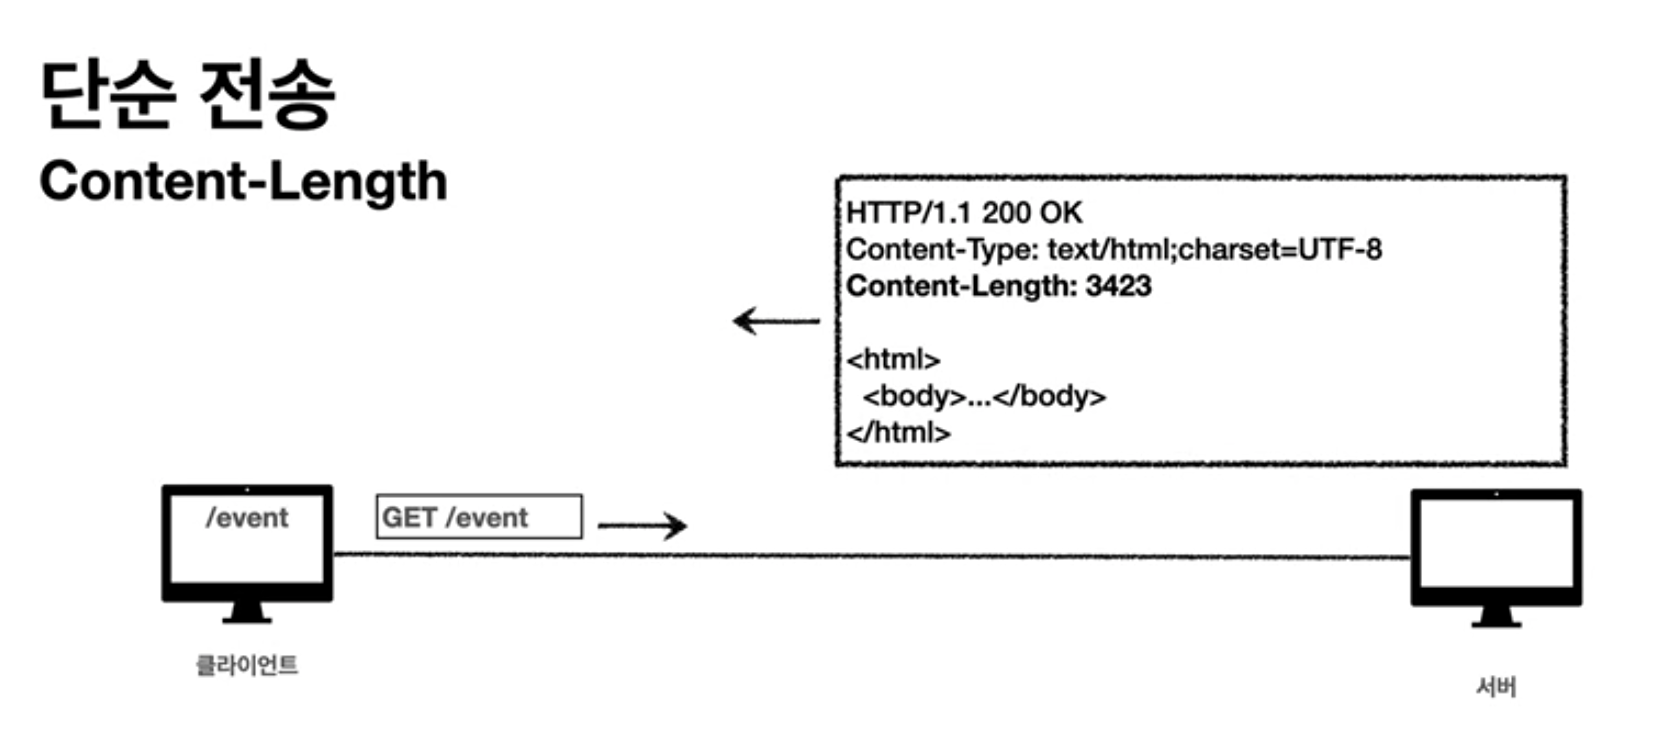 단순 전송
Content-Length
HTTP/1.1 200 OK
Content-Type: text/html;charset=UTF-8
Content-Length: 3423
<html>
<body>...</body>
</html>
/event
GET /event
클라이언트
서버